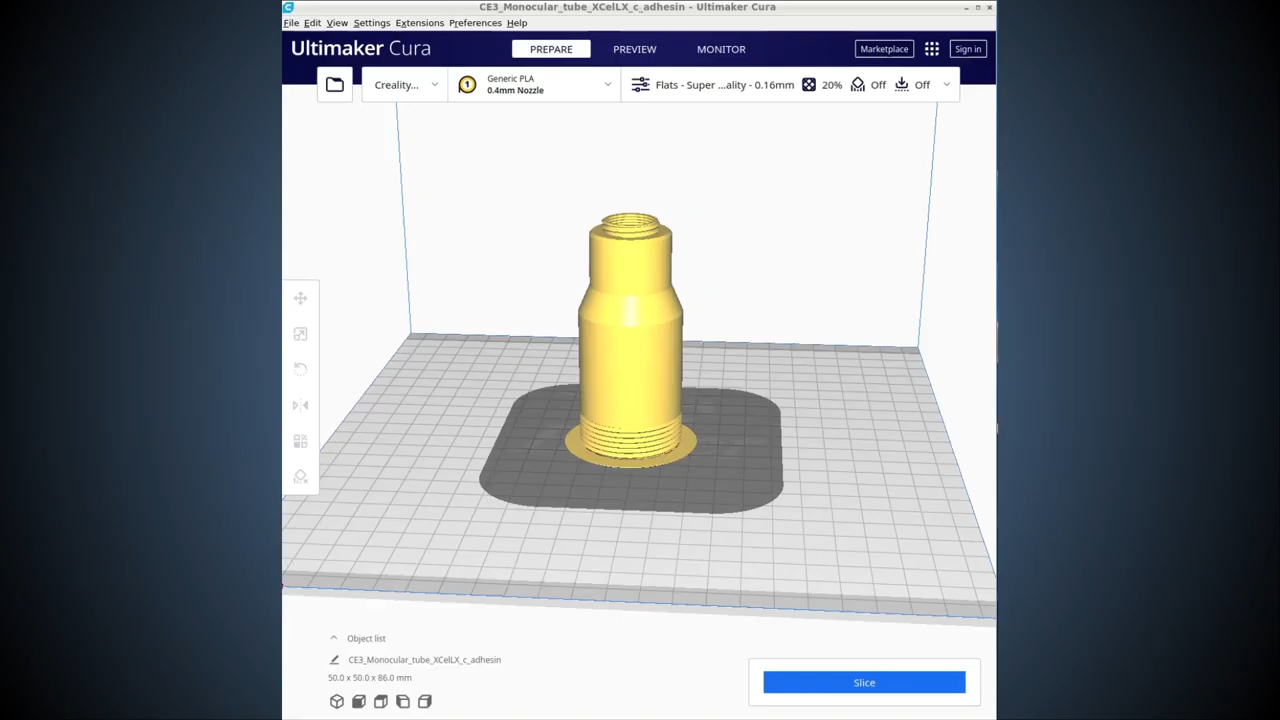 CE3_Monocular_tube_XCelLX_c_adhesin - Ultimaker Cura
File Edit View Settings Extensions Preferences Help
Ultimaker Cura PREPARE PREVIEW MONITOR Marketplace Sign in
Creality... 1 Generic PLA
0.4mm Nozzle
Flats - Super ...ality - 0.16mm 20% Off Off
Object list
CE3_Monocular_tube_XCelLX_c_adhesin
50.0 x 50.0 x 86.0 mm
Slice